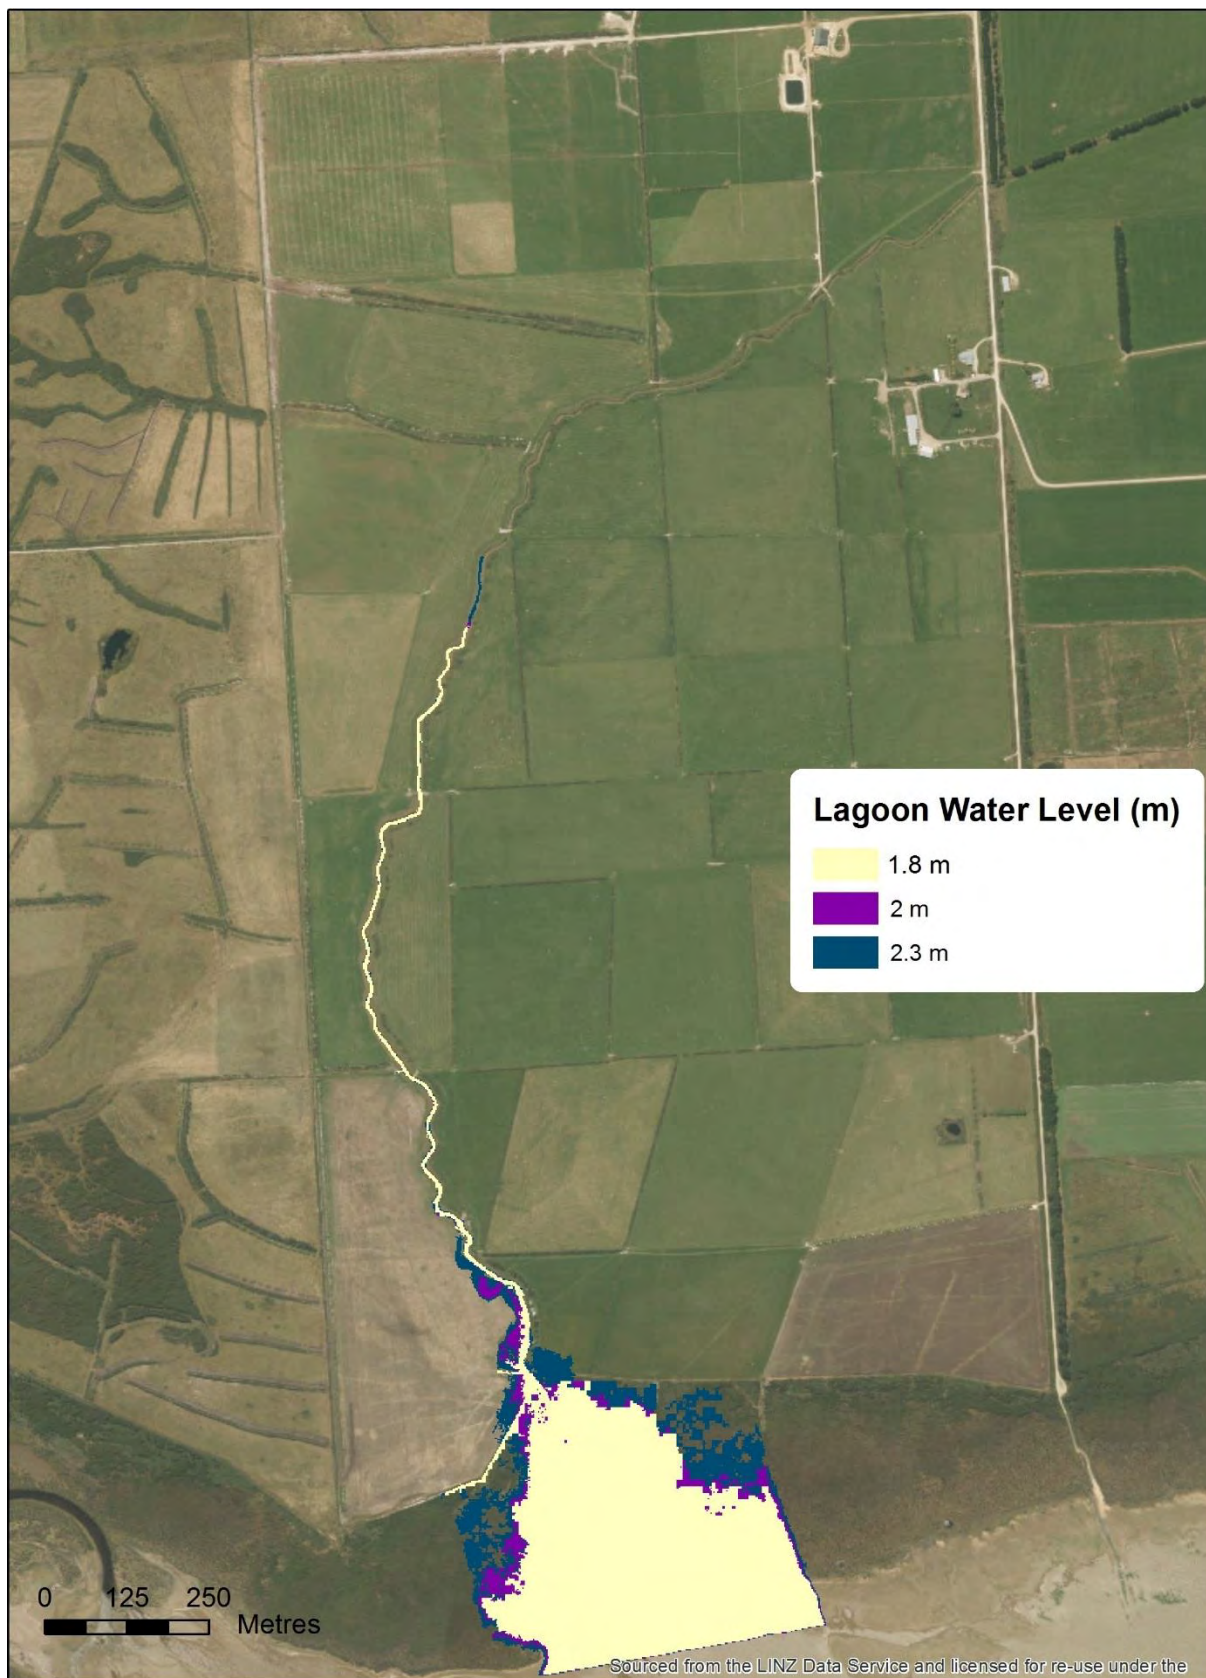 Lagoon Water Level (m)
1.8 m
2 m
2.3 m
0 125 250
Metres
Sourced from the LINZ Data Service and licensed for re-use under the